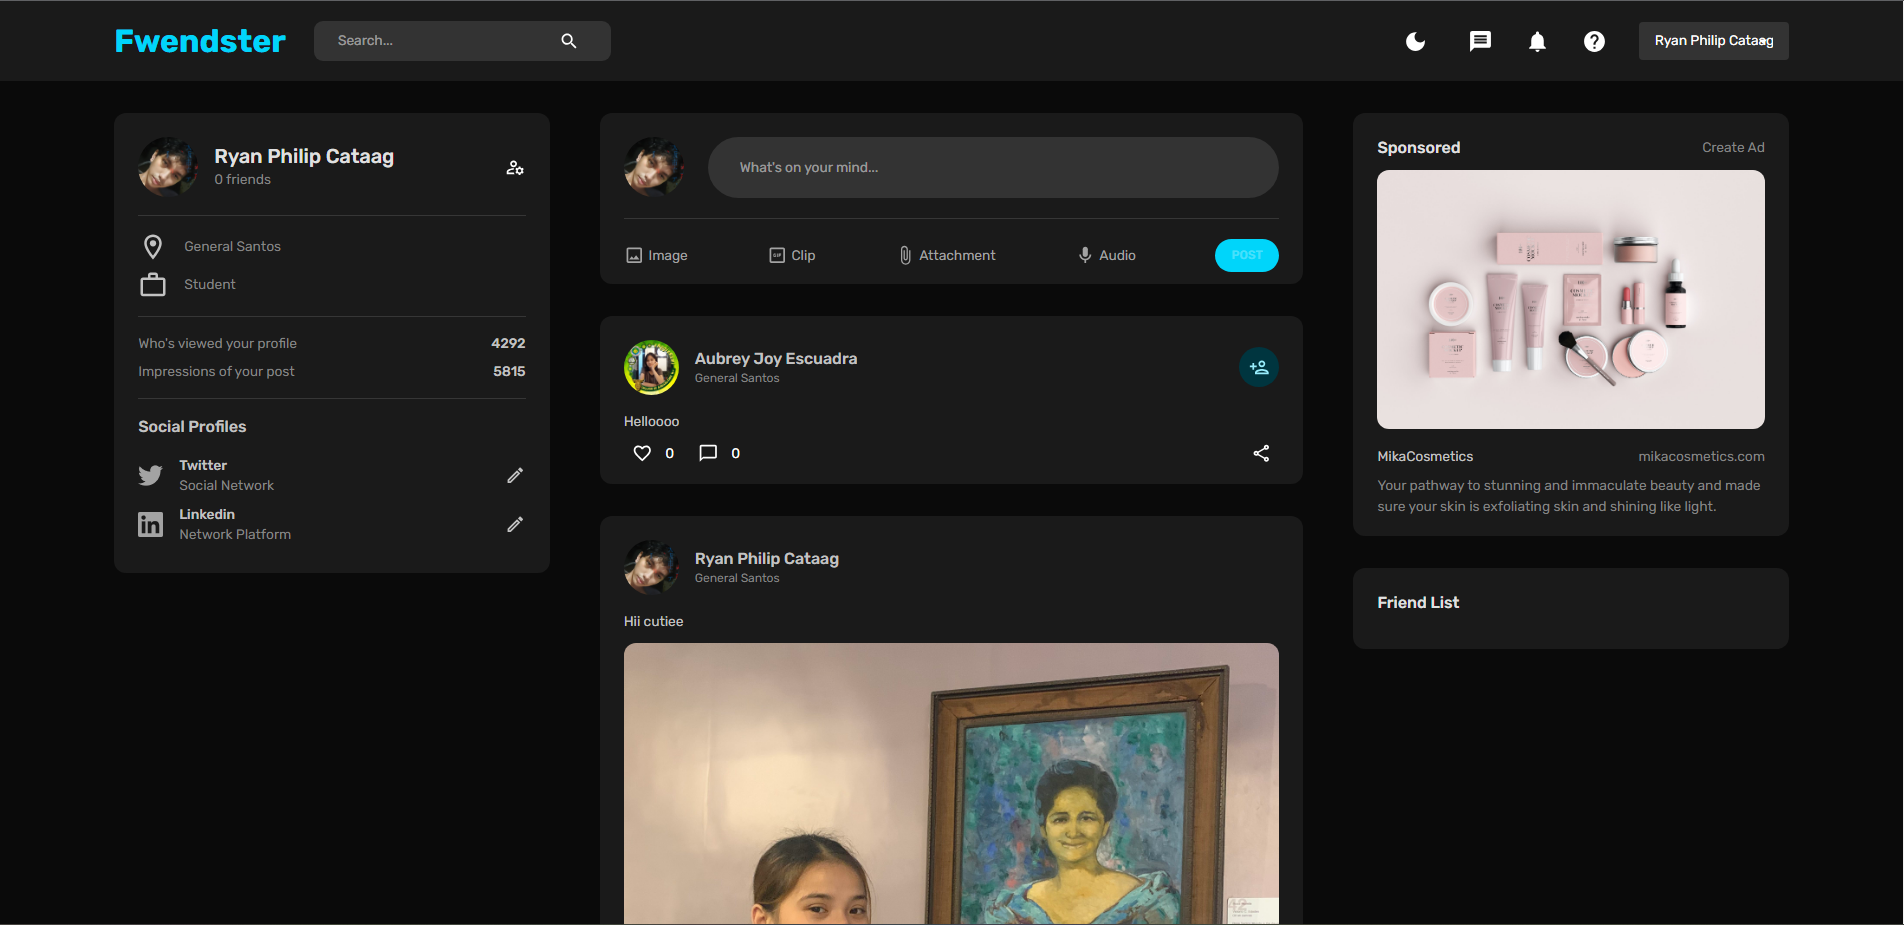 Fwendster
Search...
Ryan Philip Cataag
Ryan Philip Cataag
0 friends
General Santos
Student
Who's viewed your profile 4292
Impressions of your post 5815
Social Profiles
Twitter
Social Network
Linkedin
Network Platform
What's on your mind...
Image Clip Attachment Audio POST
Aubrey Joy Escuadra
General Santos
Helloooo
0 0
Ryan Philip Cataag
General Santos
Hii cutiee
Sponsored Create Ad
MikaCosmetics mikacosmetics.com
Your pathway to stunning and immaculate beauty and made
sure your skin is exfoliating skin and shining like light.
Friend List